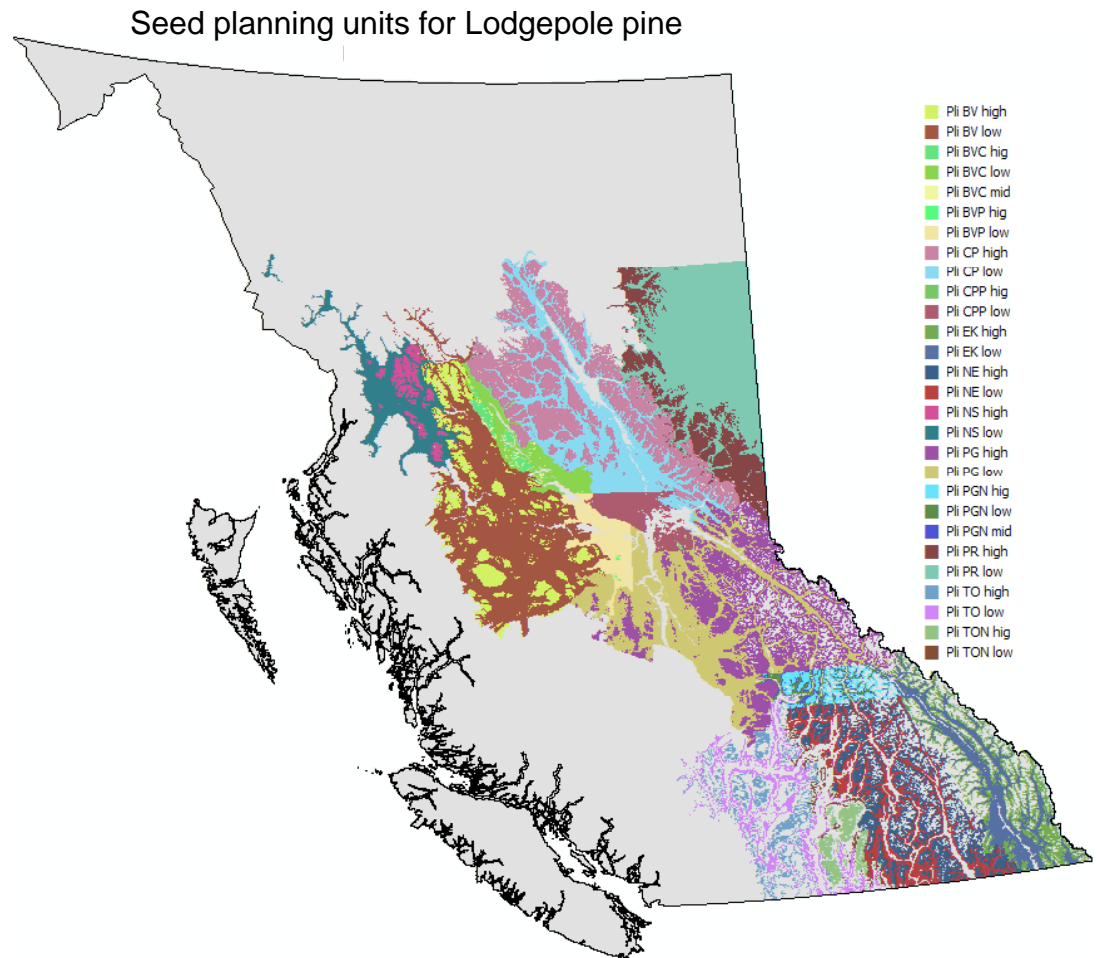 Seed planning units for Lodgepole pine
Pli BV high
Pli BV low
Pli BVC hig
Pli BVC low
Pli BVC mid
Pli BVP hig
Pli BVP low
Pli CP high
Pli CP low
Pli CPP hig
Pli CPP low
Pli EK high
Pli EK low
Pli NE high
Pli NE low
Pli NS high
Pli NS low
Pli PG high
Pli PG low
Pli PGN hig
Pli PGN low
Pli PGN mid
Pli PR high
Pli PR low
Pli TO high
Pli TO low
Pli TON hig
Pli TON low